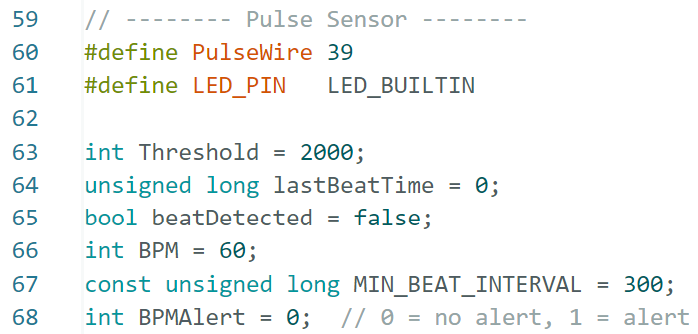 59 // -------- Pulse Sensor --------
60 #define PulseWire 39
61 #define LED_PIN   LED_BUILTIN
62
63 int Threshold = 2000;
64 unsigned long lastBeatTime = 0;
65 bool beatDetected = false;
66 int BPM = 60;
67 const unsigned long MIN_BEAT_INTERVAL = 300;
68 int BPMAlert = 0;  // 0 = no alert, 1 = alert